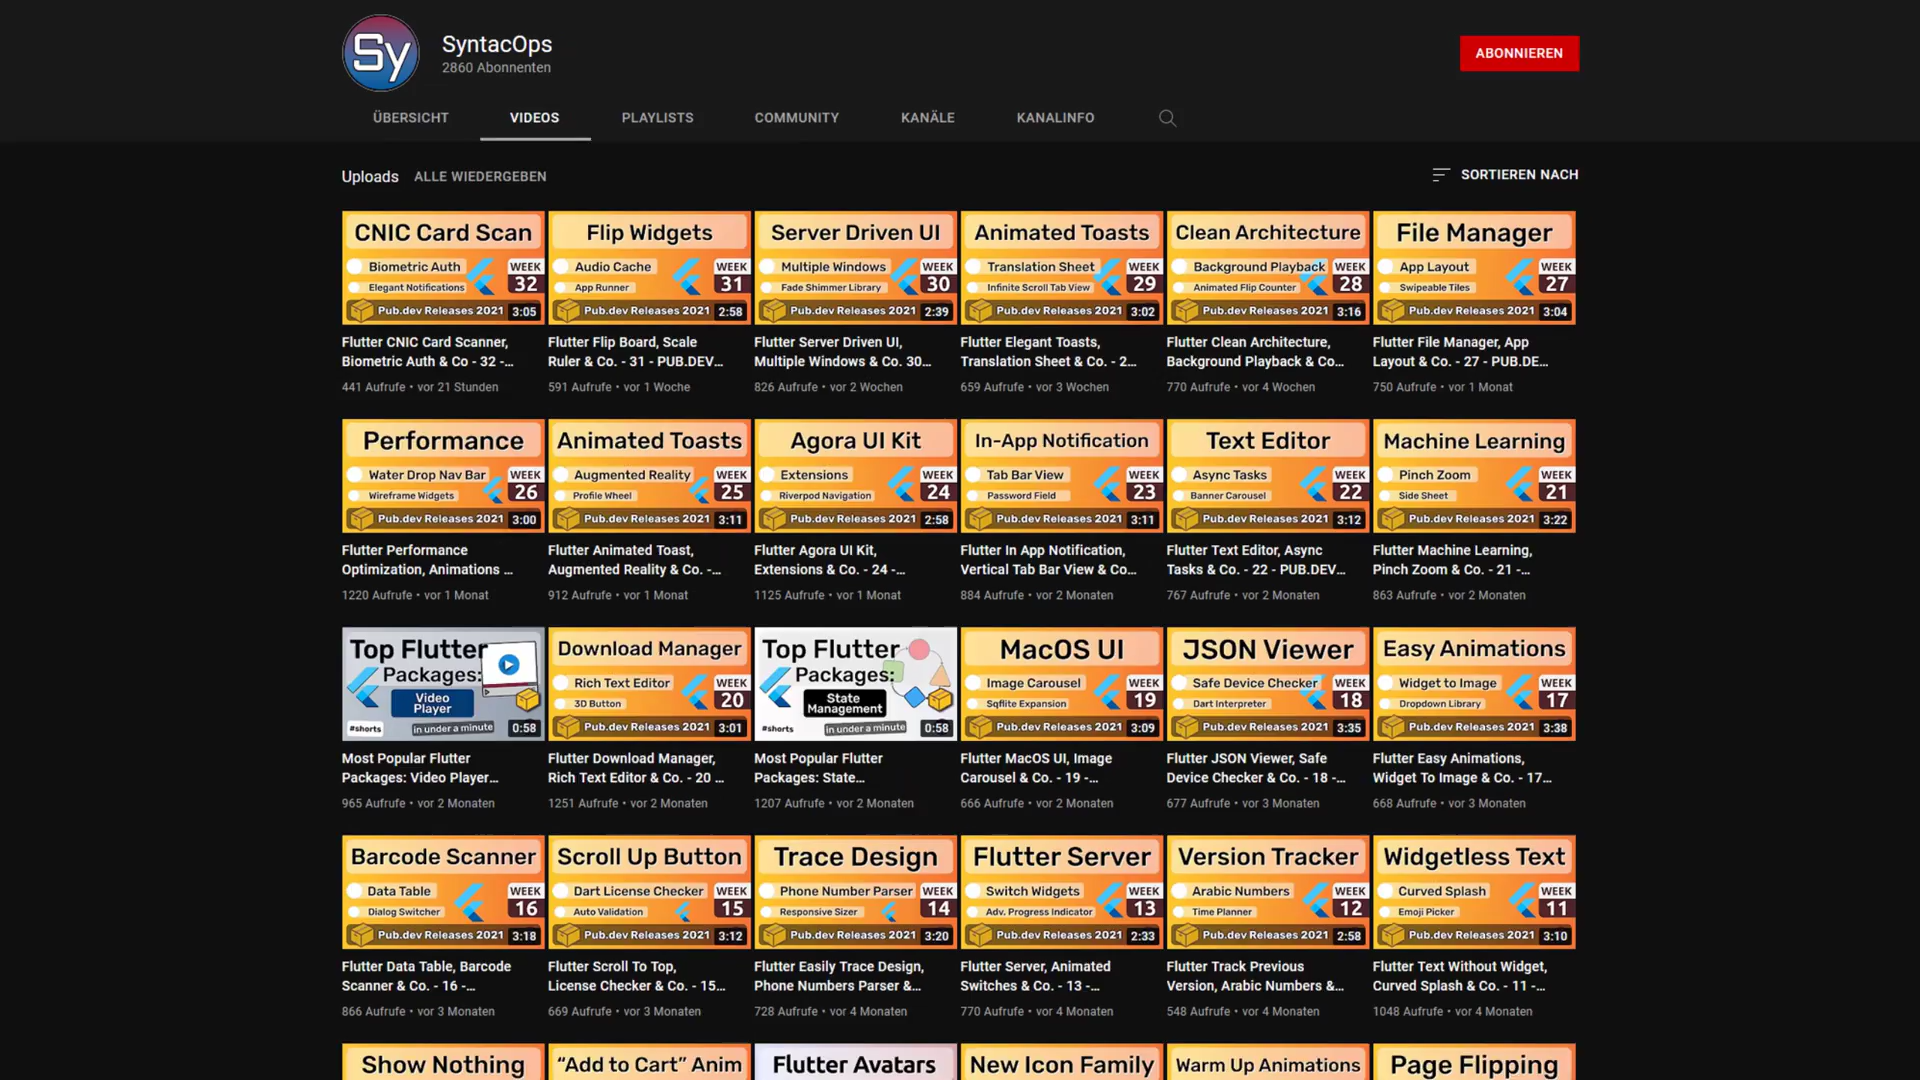 Sy
SyntacOps
2860 Abonnenten
ABONNIEREN
ÜBERSICHT
VIDEOS
PLAYLISTS
COMMUNITY
KANÄLE
KANALINFO
Uploads
ALLE WIEDERGEBEN
SORTIEREN NACH
CNIC Card Scan
Biometric Auth
Elegant Notifications
WEEK
32
Pub.dev Releases 2021
3:05
Flutter CNIC Card Scanner,
Biometric Auth & Co - 32 -...
441 Aufrufe • vor 21 Stunden
Flip Widgets
Audio Cache
App Runner
WEEK
31
Pub.dev Releases 2021
2:58
Flutter Flip Board, Scale
Ruler & Co. - 31 - PUB.DEV...
591 Aufrufe • vor 1 Woche
Server Driven UI
Multiple Windows
Fade Shimmer Library
WEEK
30
Pub.dev Releases 2021
2:39
Flutter Server Driven UI,
Multiple Windows & Co. 30...
826 Aufrufe • vor 2 Wochen
Animated Toasts
Translation Sheet
Infinite Scroll Tab View
WEEK
29
Pub.dev Releases 2021
3:02
Flutter Elegant Toasts,
Translation Sheet & Co. - 2...
659 Aufrufe • vor 3 Wochen
Clean Architecture
Background Playback
Animated Flip Counter
WEEK
28
Pub.dev Releases 2021
3:16
Flutter Clean Architecture,
Background Playback & Co...
770 Aufrufe • vor 4 Wochen
File Manager
App Layout
Swipeable Tiles
WEEK
27
Pub.dev Releases 2021
3:04
Flutter File Manager, App
Layout & Co. - 27 - PUB.DE...
750 Aufrufe • vor 1 Monat
Performance
Water Drop Nav Bar
Wireframe Widgets
WEEK
26
Pub.dev Releases 2021
3:00
Flutter Performance
Optimization, Animations ...
1220 Aufrufe • vor 1 Monat
Animated Toasts
Augmented Reality
Profile Wheel
WEEK
25
Pub.dev Releases 2021
3:11
Flutter Animated Toast,
Augmented Reality & Co. -...
912 Aufrufe • vor 1 Monat
Agora UI Kit
Extensions
Riverpod Navigation
WEEK
24
Pub.dev Releases 2021
2:58
Flutter Agora UI Kit,
Extensions & Co. - 24 -...
1125 Aufrufe • vor 1 Monat
In-App Notification
Tab Bar View
Password Field
WEEK
23
Pub.dev Releases 2021
3:11
Flutter In App Notification,
Vertical Tab Bar View & Co...
884 Aufrufe • vor 2 Monaten
Text Editor
Async Tasks
Banner Carousel
WEEK
22
Pub.dev Releases 2021
3:12
Flutter Text Editor, Async
Tasks & Co. - 22 - PUB.DEV...
767 Aufrufe • vor 2 Monaten
Machine Learning
Pinch Zoom
Side Sheet
WEEK
21
Pub.dev Releases 2021
3:22
Flutter Machine Learning,
Pinch Zoom & Co. - 21 -...
863 Aufrufe • vor 2 Monaten
Top Flutter
Packages:
Video
Player
#shorts
in under a minute
0:58
Most Popular Flutter
Packages: Video Player...
965 Aufrufe • vor 2 Monaten
Download Manager
Rich Text Editor
3D Button
WEEK
20
Pub.dev Releases 2021
3:01
Flutter Download Manager,
Rich Text Editor & Co. - 20 ...
1251 Aufrufe • vor 2 Monaten
Top Flutter
Packages:
State
Management
#shorts
in under a minute
0:58
Most Popular Flutter
Packages: State...
1207 Aufrufe • vor 2 Monaten
MacOS UI
Image Carousel
Sqflite Expansion
WEEK
19
Pub.dev Releases 2021
3:09
Flutter MacOS UI, Image
Carousel & Co. - 19 -...
666 Aufrufe • vor 2 Monaten
JSON Viewer
Safe Device Checker
Dart Interpreter
WEEK
18
Pub.dev Releases 2021
3:35
Flutter JSON Viewer, Safe
Device Checker & Co. - 18 -...
677 Aufrufe • vor 3 Monaten
Easy Animations
Widget to Image
Dropdown Library
WEEK
17
Pub.dev Releases 2021
3:38
Flutter Easy Animations,
Widget To Image & Co. - 17...
668 Aufrufe • vor 3 Monaten
Barcode Scanner
Data Table
Dialog Switcher
WEEK
16
Pub.dev Releases 2021
3:18
Flutter Data Table, Barcode
Scanner & Co. - 16 -...
866 Aufrufe • vor 3 Monaten
Scroll Up Button
Dart License Checker
Auto Validation
WEEK
15
Pub.dev Releases 2021
3:12
Flutter Scroll To Top,
License Checker & Co. - 15...
669 Aufrufe • vor 3 Monaten
Trace Design
Phone Number Parser
Responsive Sizer
WEEK
14
Pub.dev Releases 2021
3:20
Flutter Easily Trace Design,
Phone Numbers Parser &...
728 Aufrufe • vor 4 Monaten
Flutter Server
Switch Widgets
Adv. Progress Indicator
WEEK
13
Pub.dev Releases 2021
2:33
Flutter Server, Animated
Switches & Co. - 13 -...
770 Aufrufe • vor 4 Monaten
Version Tracker
Arabic Numbers
Time Planner
WEEK
12
Pub.dev Releases 2021
2:58
Flutter Track Previous
Version, Arabic Numbers &...
548 Aufrufe • vor 4 Monaten
Widgetless Text
Curved Splash
Emoji Picker
WEEK
11
Pub.dev Releases 2021
3:10
Flutter Text Without Widget,
Curved Splash & Co. - 11 -...
1048 Aufrufe • vor 4 Monaten
Show Nothing
“Add to Cart” Anim
Flutter Avatars
New Icon Family
Warm Up Animations
Page Flipping